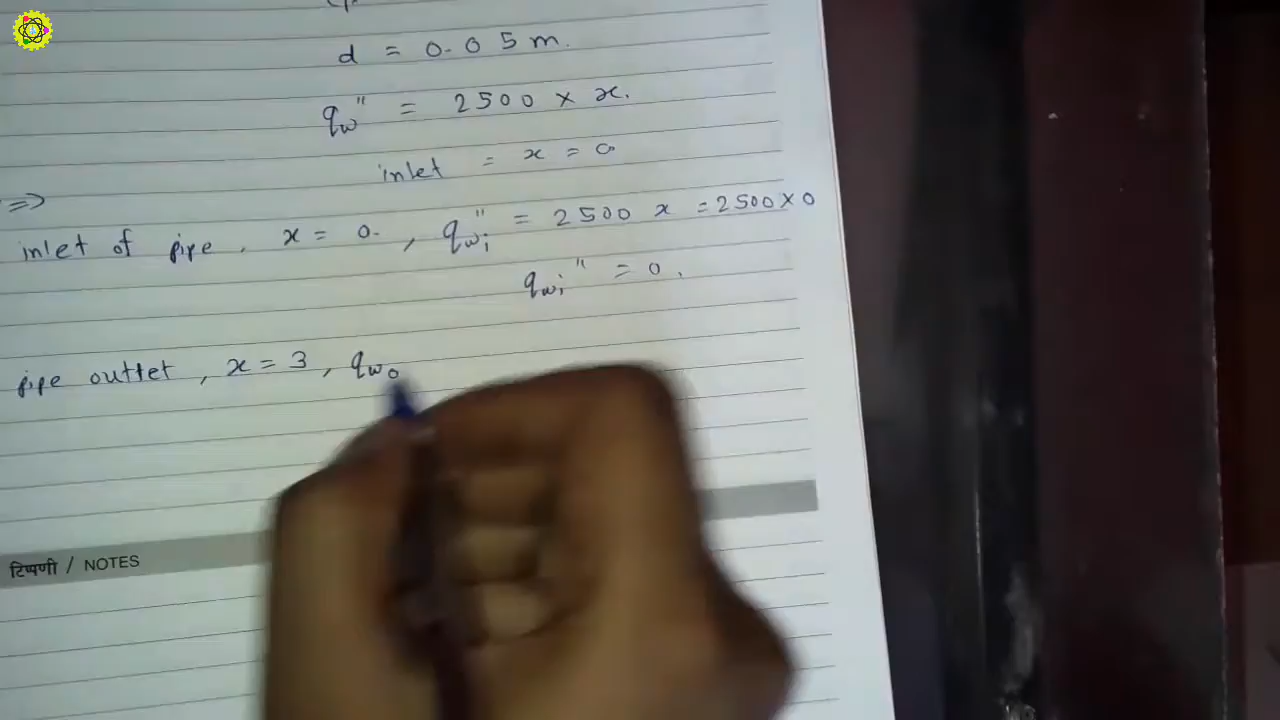 d = 0.05 m.
qw" = 2500 × x.
inlet = x = 0
=>
inlet of pipe, x = 0. , qwi" = 2500 x = 2500 × 0
qwi" = 0.
pipe outlet, x = 3, qwo
टिप्पणी / NOTES